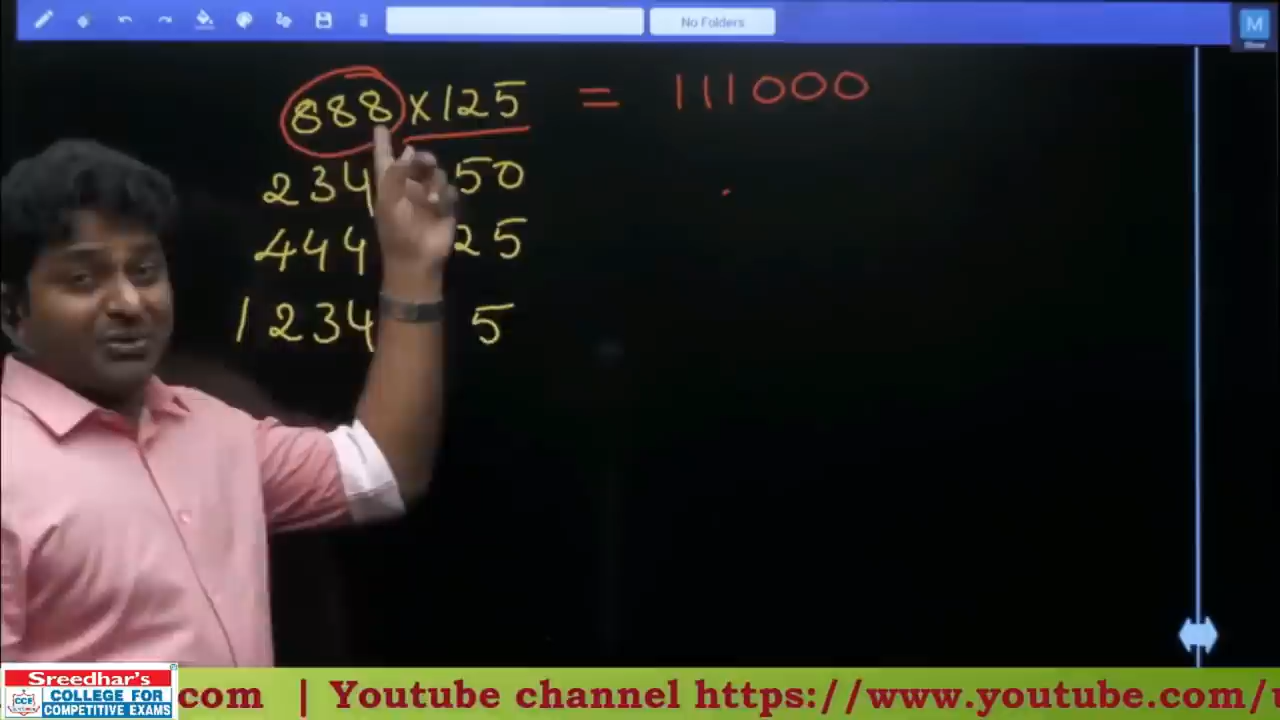 No Folders
M
888 × 125 = 111000
234 50
444 25
1234 5
Sreedhar's
CCE
COLLEGE FOR
COMPETITIVE EXAMS
com | Youtube channel https://www.youtube.com/